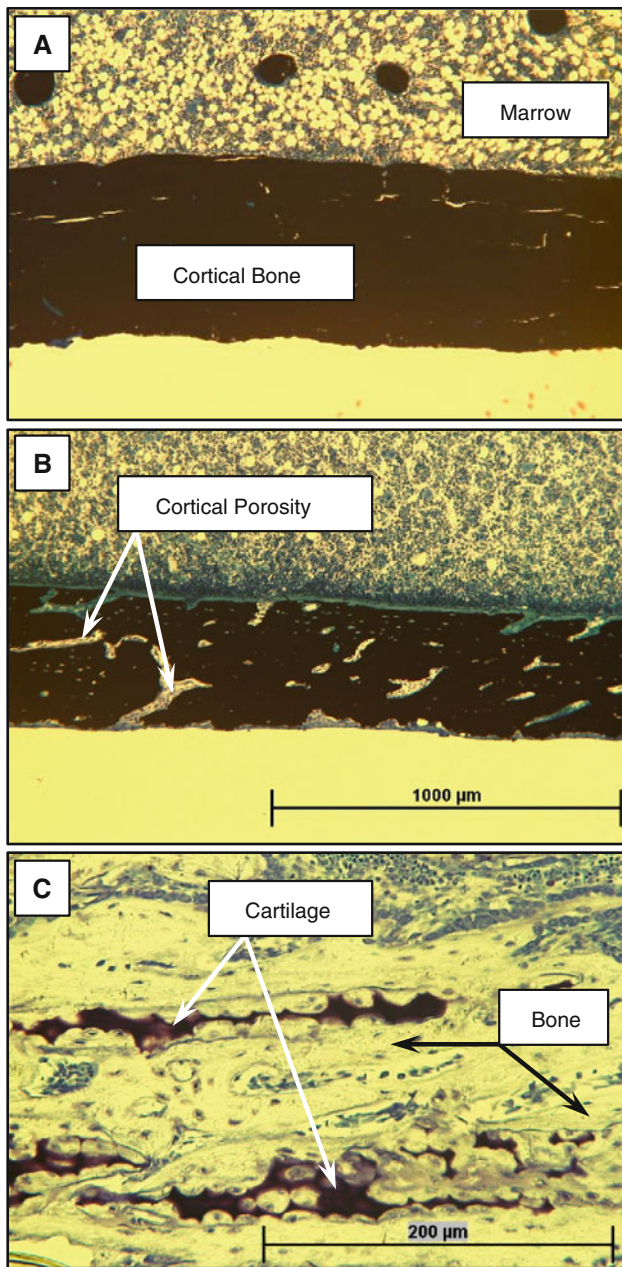 A
Marrow
Cortical Bone
B
Cortical Porosity
1000 µm
C
Cartilage
Bone
200 µm